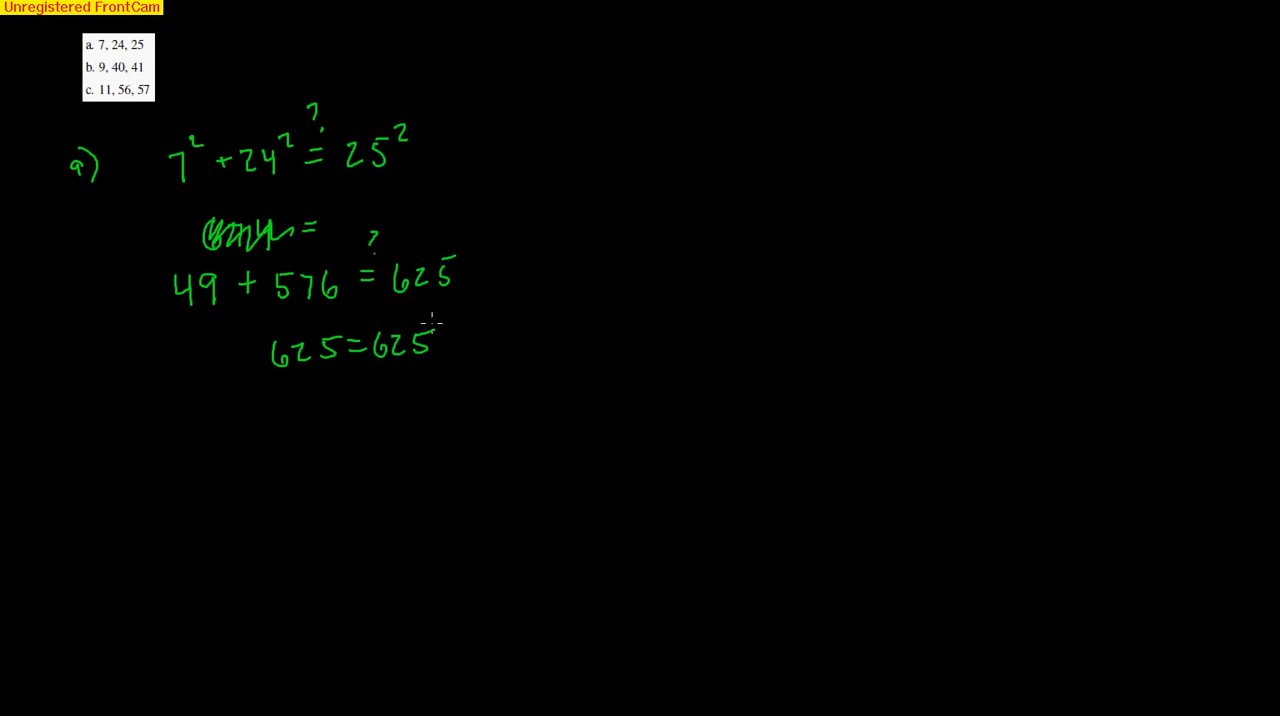 Unregistered FrontCam
a. 7, 24, 25
b. 9, 40, 41
c. 11, 56, 57
a) 7² + 24² ≟ 25²
=
49 + 576 ≟ 625
625 = 625